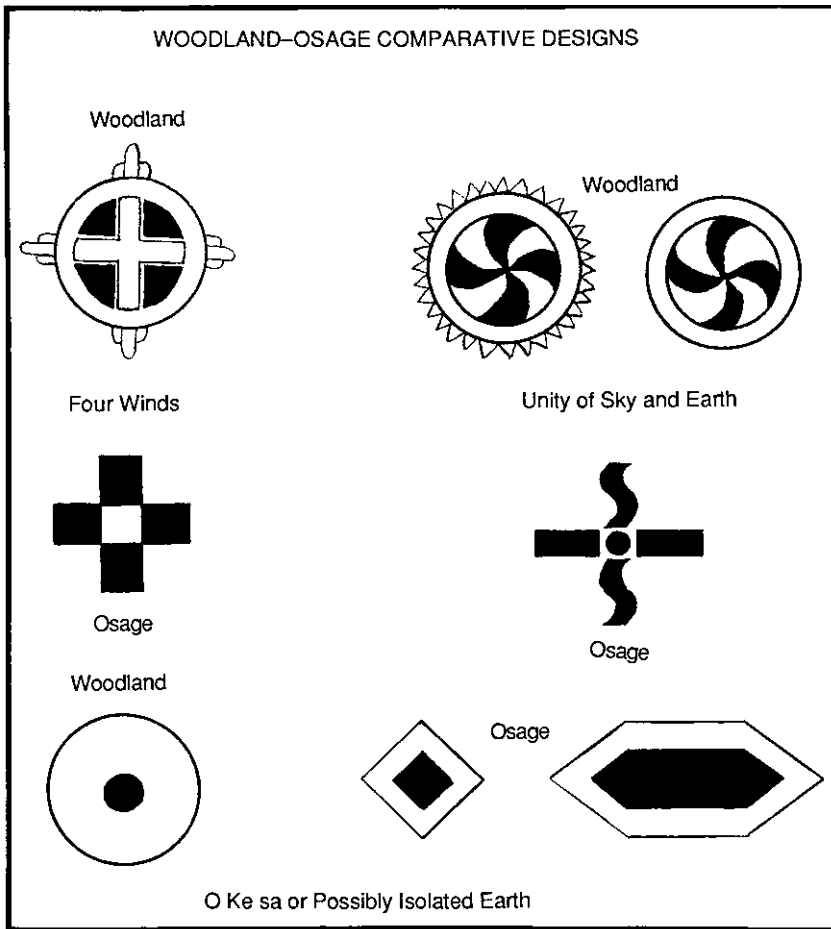 WOODLAND–OSAGE COMPARATIVE DESIGNS
Woodland
Woodland
Four Winds
Unity of Sky and Earth
Osage
Osage
Woodland
Osage
O Ke sa or Possibly Isolated Earth